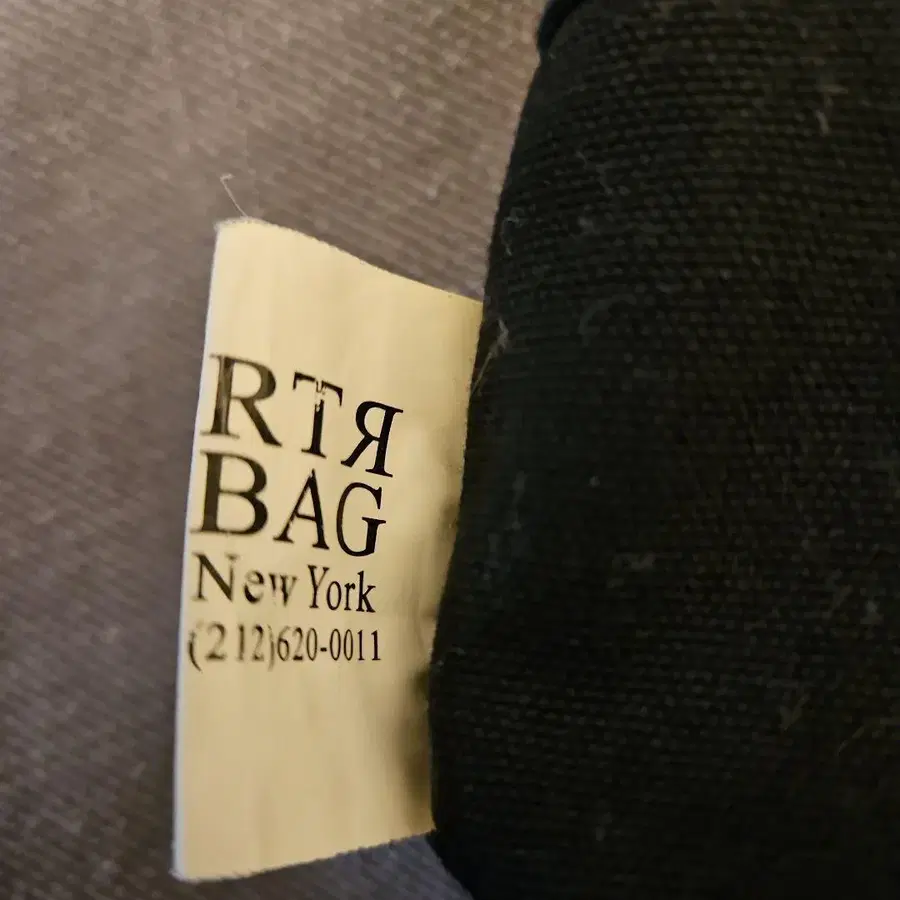 RTЯ
BAG
New York
(212)620-0011